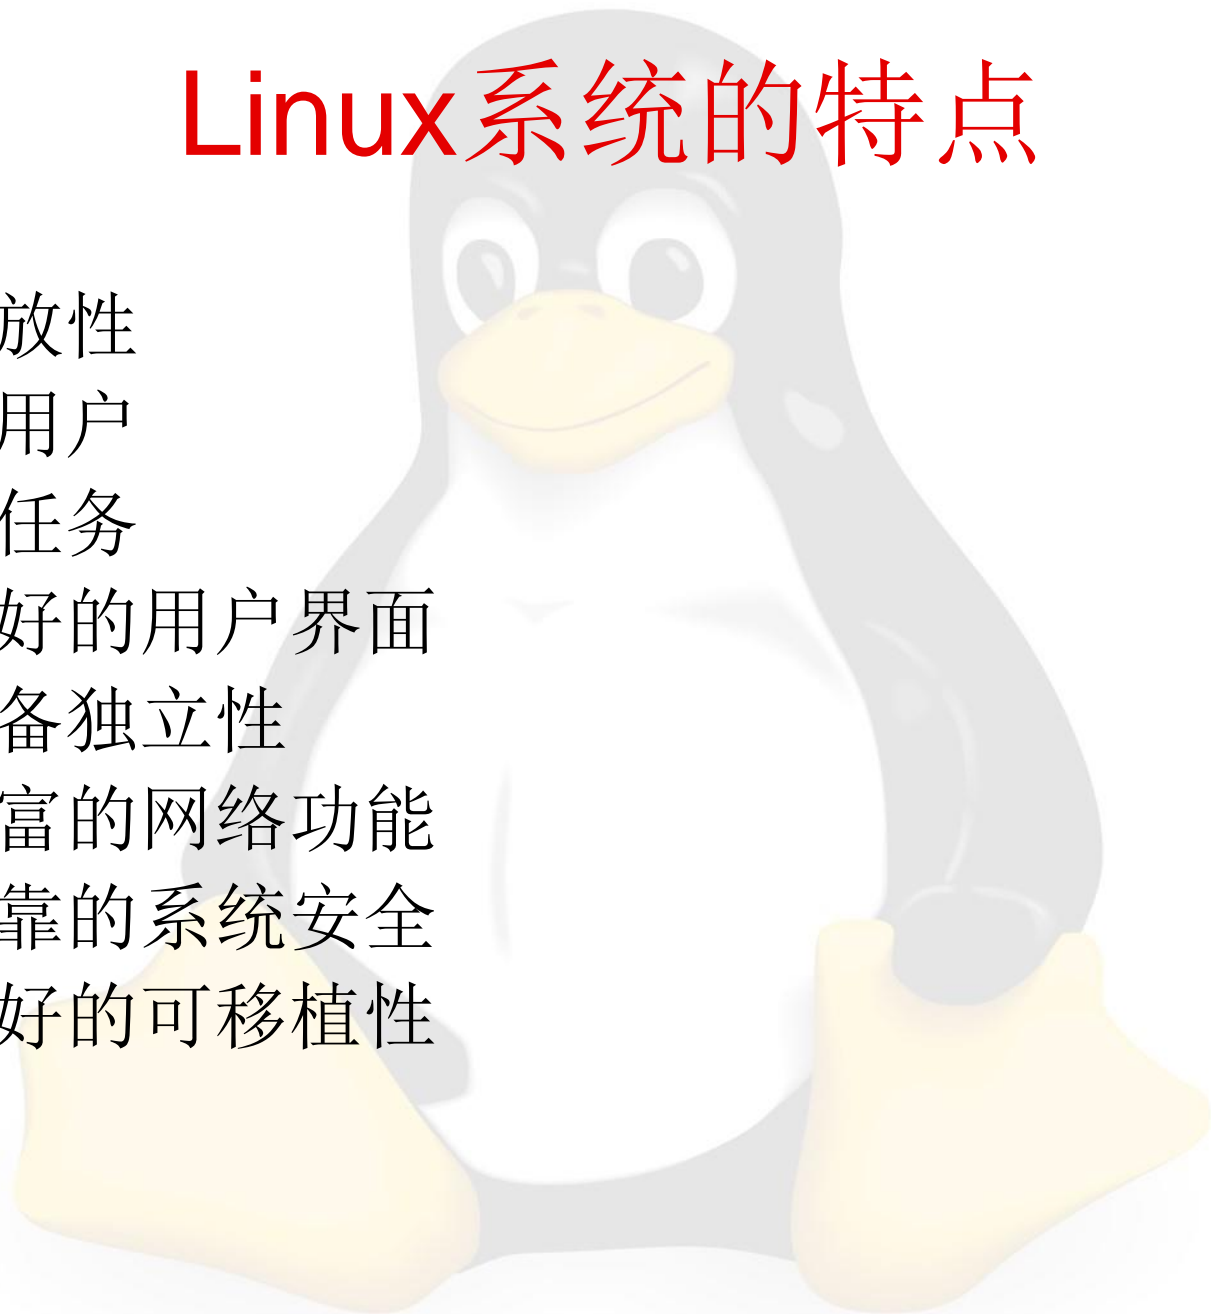 Linux系统的特点
放性
用户
任务
好的用户界面
备独立性
富的网络功能
靠的系统安全
好的可移植性